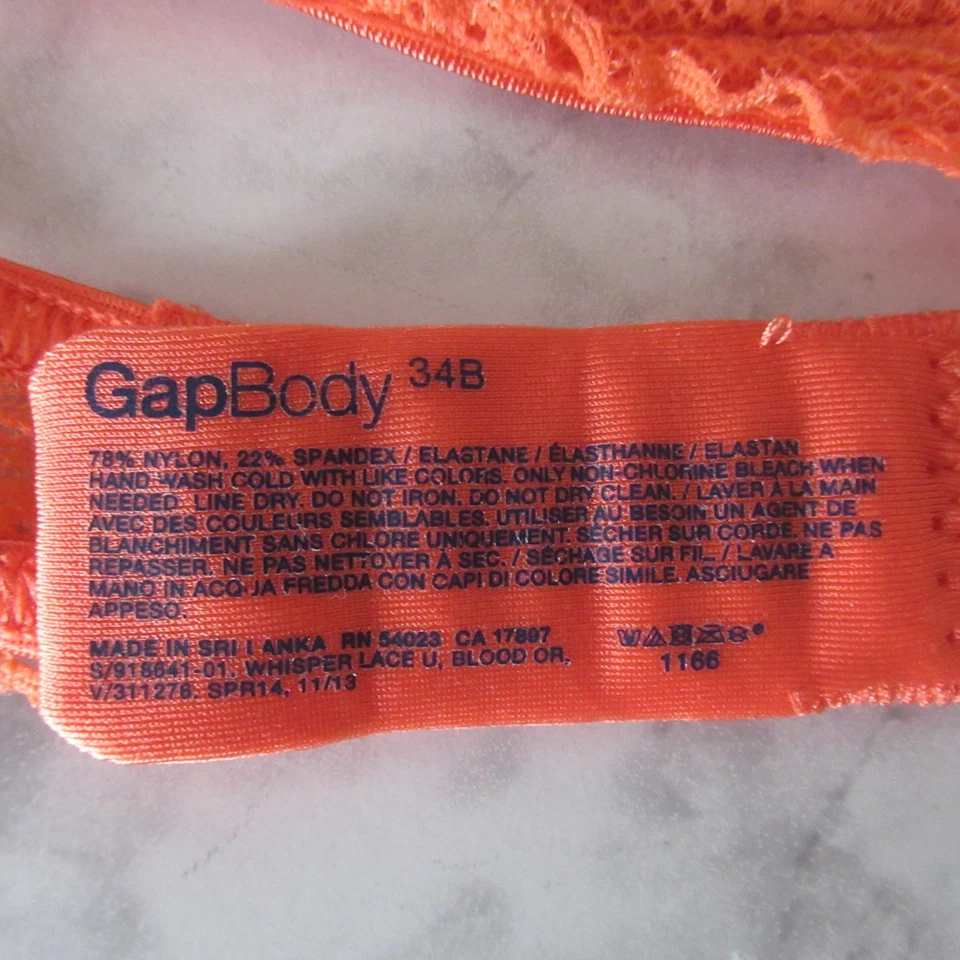 GapBody 34B
78% NYLON, 22% SPANDEX / ELASTANE / ÉLASTHANNE / ELASTAN
HAND WASH COLD WITH LIKE COLORS. ONLY NON-CHLORINE BLEACH WHEN
NEEDED. LINE DRY. DO NOT IRON. DO NOT DRY CLEAN. / LAVER À LA MAIN
AVEC DES COULEURS SEMBLABLES. UTILISER AU BESOIN UN AGENT DE
BLANCHIMENT SANS CHLORE UNIQUEMENT. SÉCHER SUR CORDE. NE PAS
REPASSER. NE PAS NETTOYER À SEC. / SÉCHAGE SUR FIL. / LAVARE A
MANO IN ACQUA FREDDA CON CAPI DI COLORE SIMILE. ASCIUGARE
APPESO.
MADE IN SRI LANKA RN 54023 CA 17897
S/918641-01, WHISPER LACE U, BLOOD OR,
V/311276, SPR14, 11/13
1166